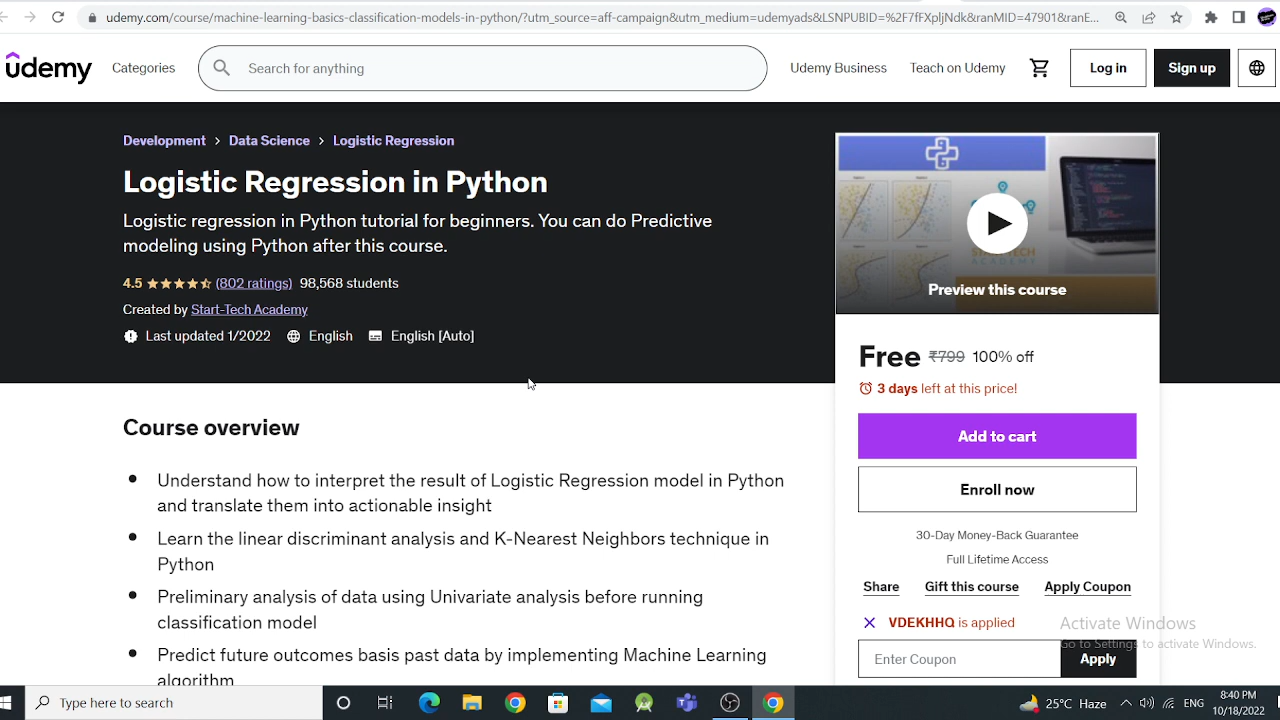 udemy.com/course/machine-learning-basics-classification-models-in-python/?utm_source=aff-campaign&utm_medium=udemyads&LSNPUBID=%2F7fFXpljNdk&ranMID=47901&ranE...
ûdemy
Categories
Search for anything
Udemy Business
Teach on Udemy
Log in
Sign up
Development > Data Science > Logistic Regression
Logistic Regression in Python
Logistic regression in Python tutorial for beginners. You can do Predictive
modeling using Python after this course.
4.5 (802 ratings) 98,568 students
Created by Start-Tech Academy
Last updated 1/2022 English English [Auto]
Preview this course
Free ₹799 100% off
3 days left at this price!
Add to cart
Enroll now
30-Day Money-Back Guarantee
Full Lifetime Access
Share Gift this course Apply Coupon
VDEKHHQ is applied
Enter Coupon
Apply
Course overview
Understand how to interpret the result of Logistic Regression model in Python
and translate them into actionable insight
Learn the linear discriminant analysis and K-Nearest Neighbors technique in
Python
Preliminary analysis of data using Univariate analysis before running
classification model
Predict future outcomes basis past data by implementing Machine Learning
algorithm
Activate Windows
Go to Settings to activate Windows.
Type here to search
25°C Haze
ENG
8:40 PM
10/18/2022